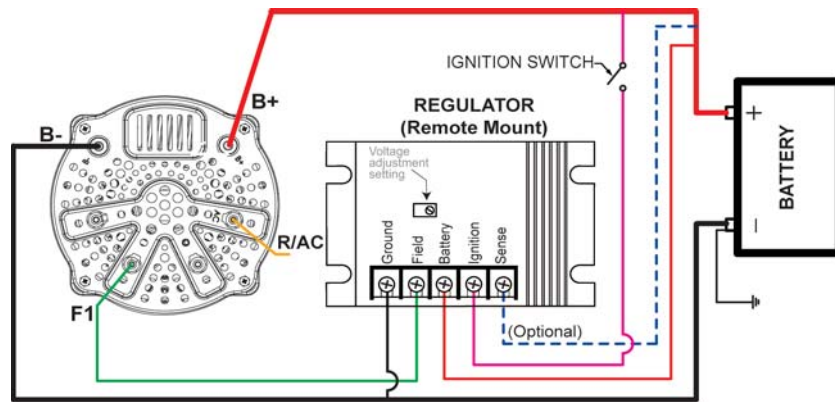 IGNITION SWITCH
B+
B-
REGULATOR
(Remote Mount)
Voltage
adjustment
setting
+
BATTERY
-
R/AC
Ground
Field
Battery
Ignition
Sense
F1
(Optional)